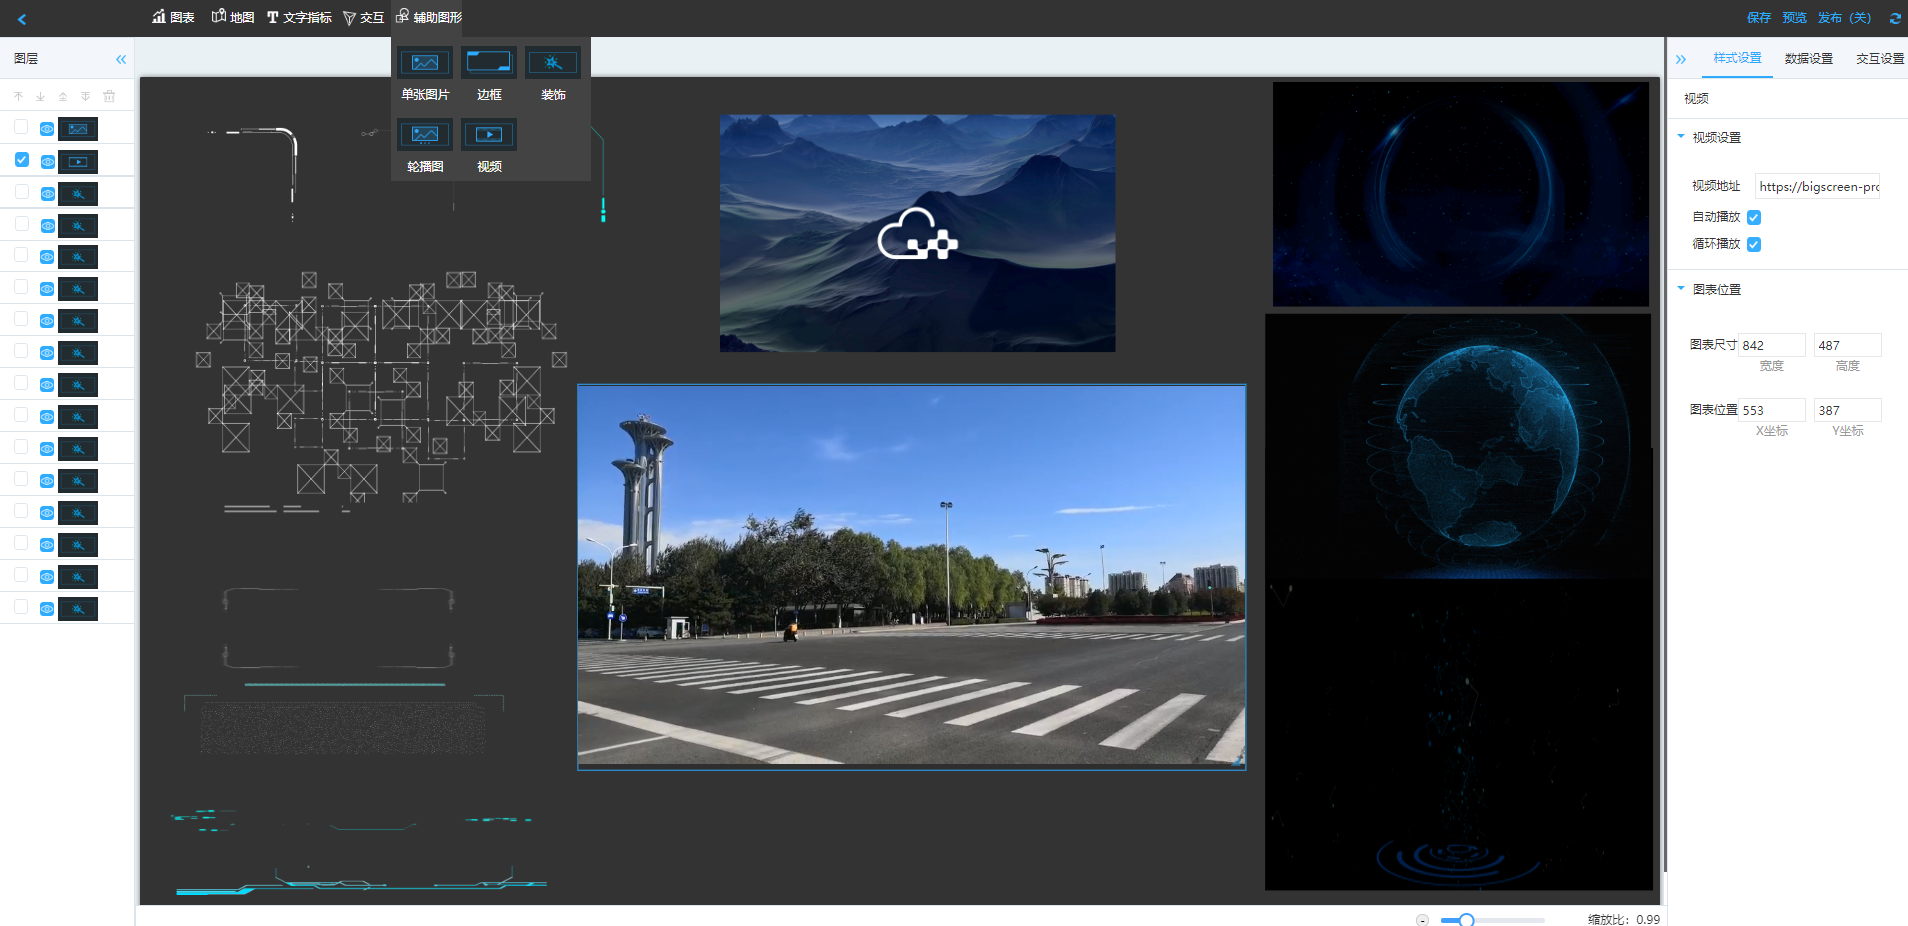 图表 地图 文字指标 交互 辅助图形
保存 预览 发布 (关)
图层
单张图片 边框 装饰
轮播图 视频
样式设置 数据设置 交互设置
视频
视频设置
视频地址 https://bigscreen-pro
自动播放
循环播放
图表位置
图表尺寸 842 487
宽度 高度
图表位置 553 387
X坐标 Y坐标
缩放比: 0.99